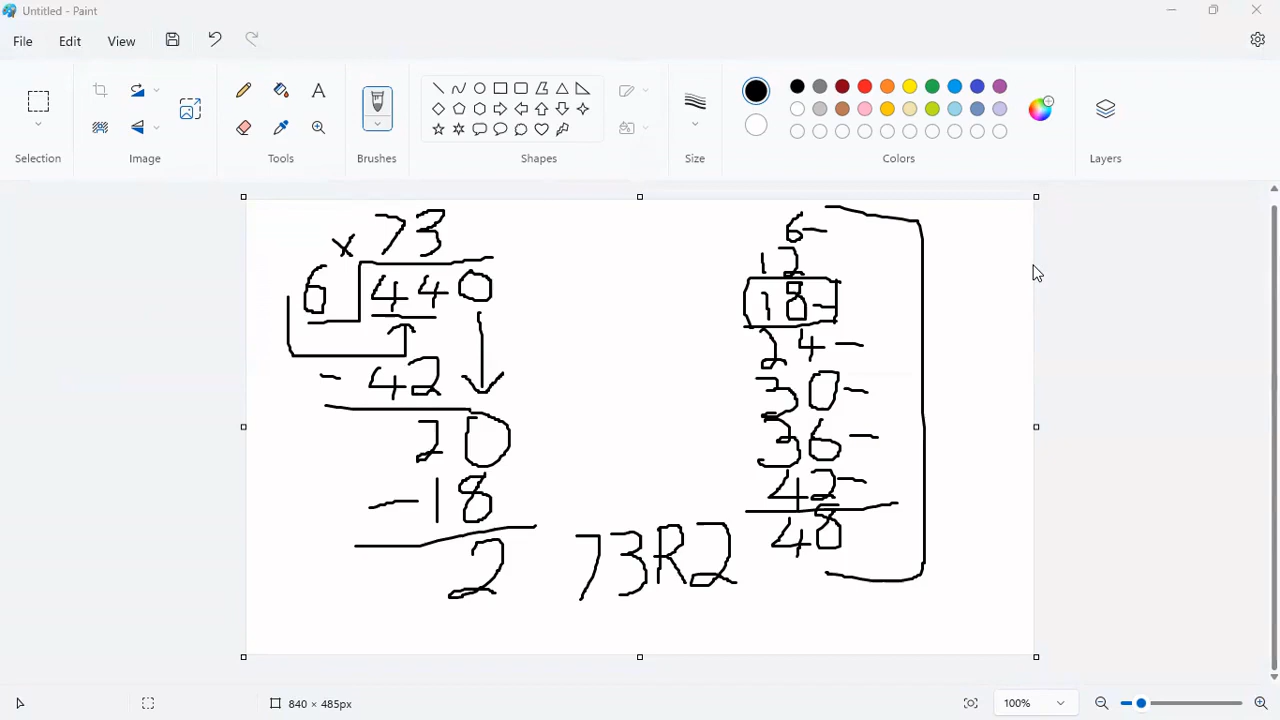 Untitled - Paint
File Edit View
Selection Image Tools Brushes Shapes Size Colors Layers
x 73
6 440
- 42
20
- 18
2
73R2
6-
12
18-
24-
30-
36-
42-
48
840 × 485px
100%